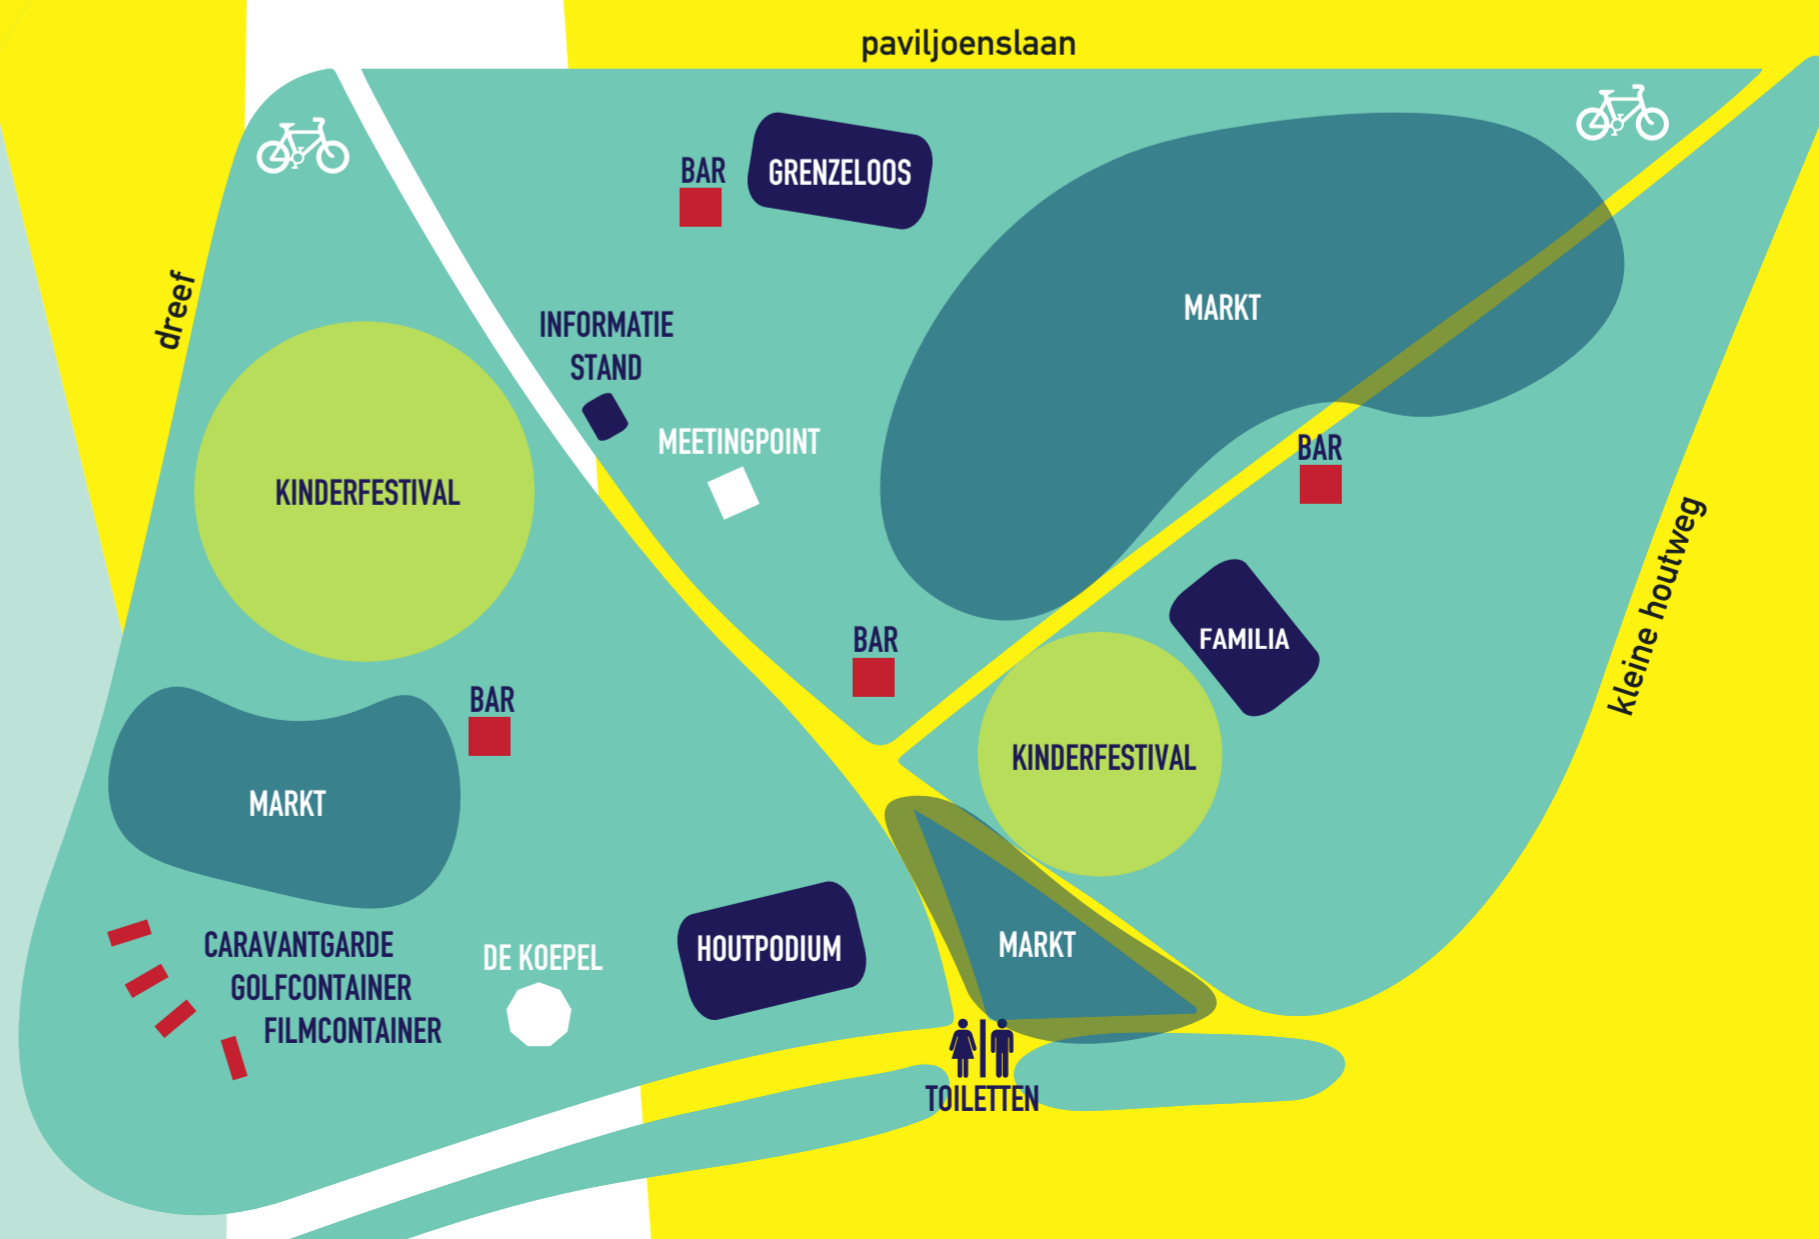 paviljoenslaan
BAR
GRENZELOOS
dreef
INFORMATIE
STAND
MARKT
MEETINGPOINT
BAR
KINDERFESTIVAL
kleine houtweg
BAR
FAMILIA
BAR
KINDERFESTIVAL
MARKT
CARAVANTGARDE
GOLFCONTAINER
FILMCONTAINER
DE KOEPEL
HOUTPODIUM
MARKT
TOILETTEN